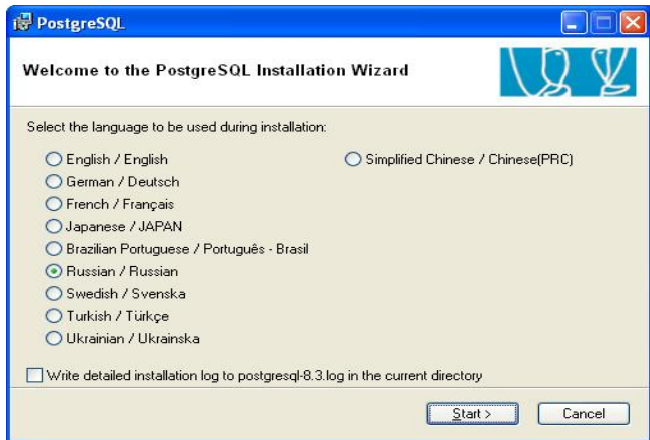 PostgreSQL
Welcome to the PostgreSQL Installation Wizard
Select the language to be used during installation:
English / English
Simplified Chinese / Chinese(PRC)
German / Deutsch
French / Français
Japanese / JAPAN
Brazilian Portuguese / Português - Brasil
Russian / Russian
Swedish / Svenska
Turkish / Türkçe
Ukrainian / Ukrainska
Write detailed installation log to postgresql-8.3.log in the current directory
Start >
Cancel